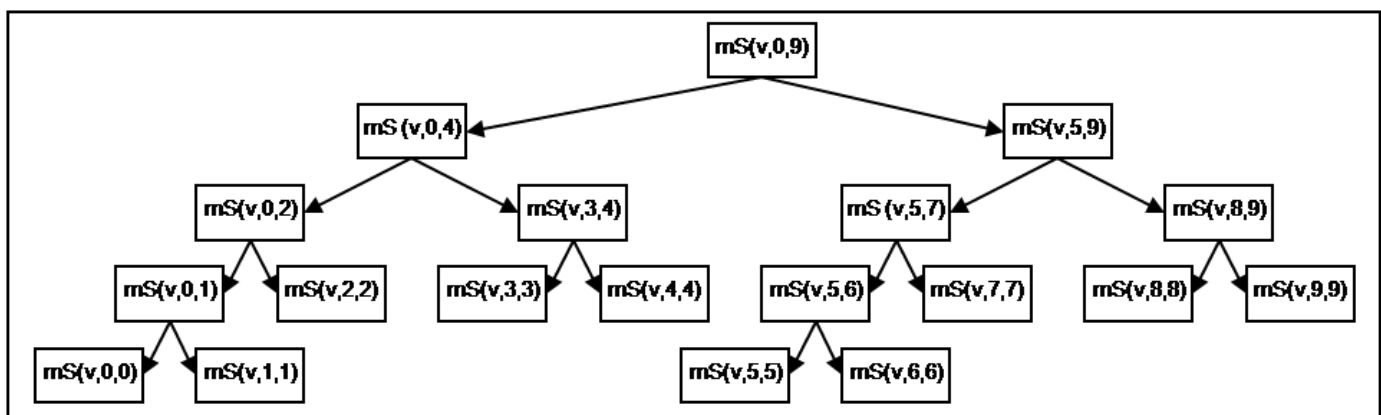 mS(v,0,9)
mS (v,0,4)
mS(v,5,9)
mS(v,0,2)
mS(v,3,4)
mS (v,5,7)
mS(v,8,9)
mS(v,0,1)
mS(v,2,2)
mS(v,3,3)
mS(v,4,4)
mS(v,5,6)
mS(v,7,7)
mS(v,8,8)
mS(v,9,9)
mS(v,0,0)
mS(v,1,1)
mS(v,5,5)
mS(v,6,6)